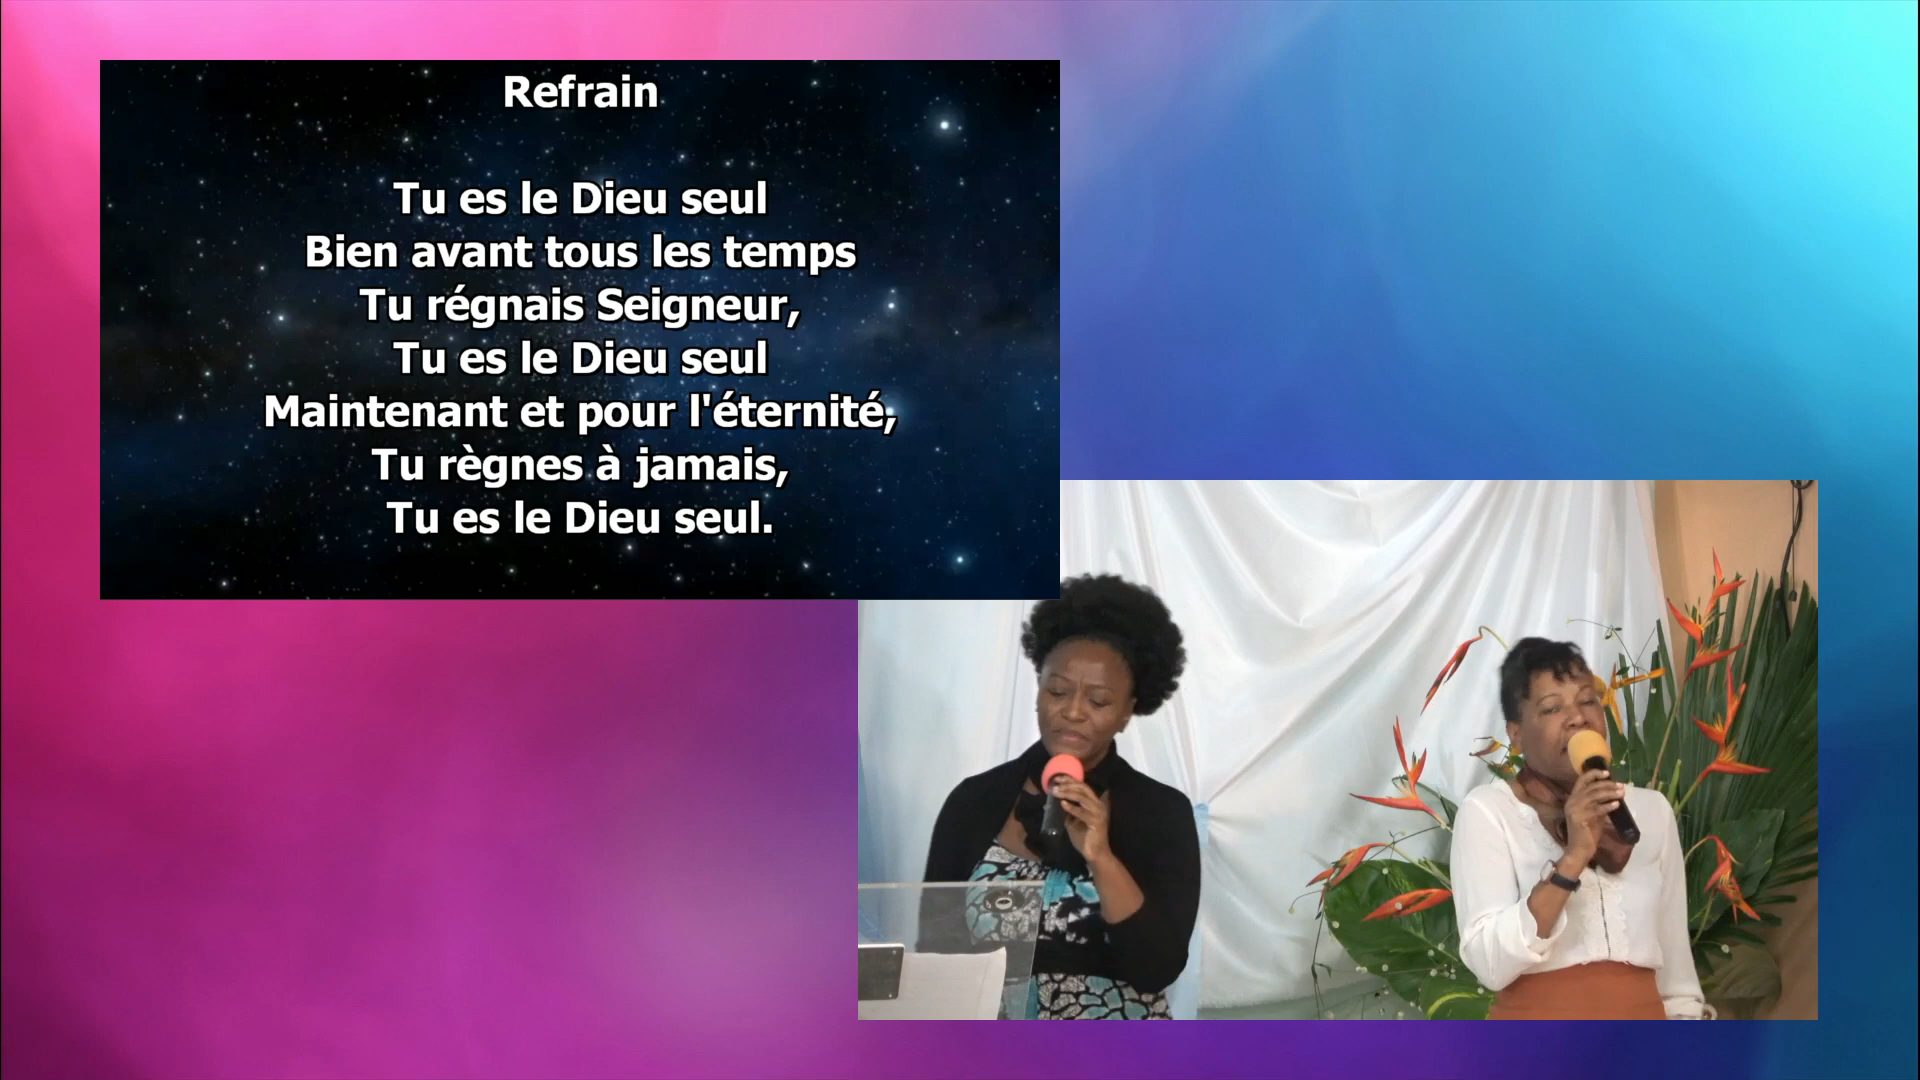 Refrain
Tu es le Dieu seul
Bien avant tous les temps
Tu régnais Seigneur,
Tu es le Dieu seul
Maintenant et pour l'éternité,
Tu règnes à jamais,
Tu es le Dieu seul.